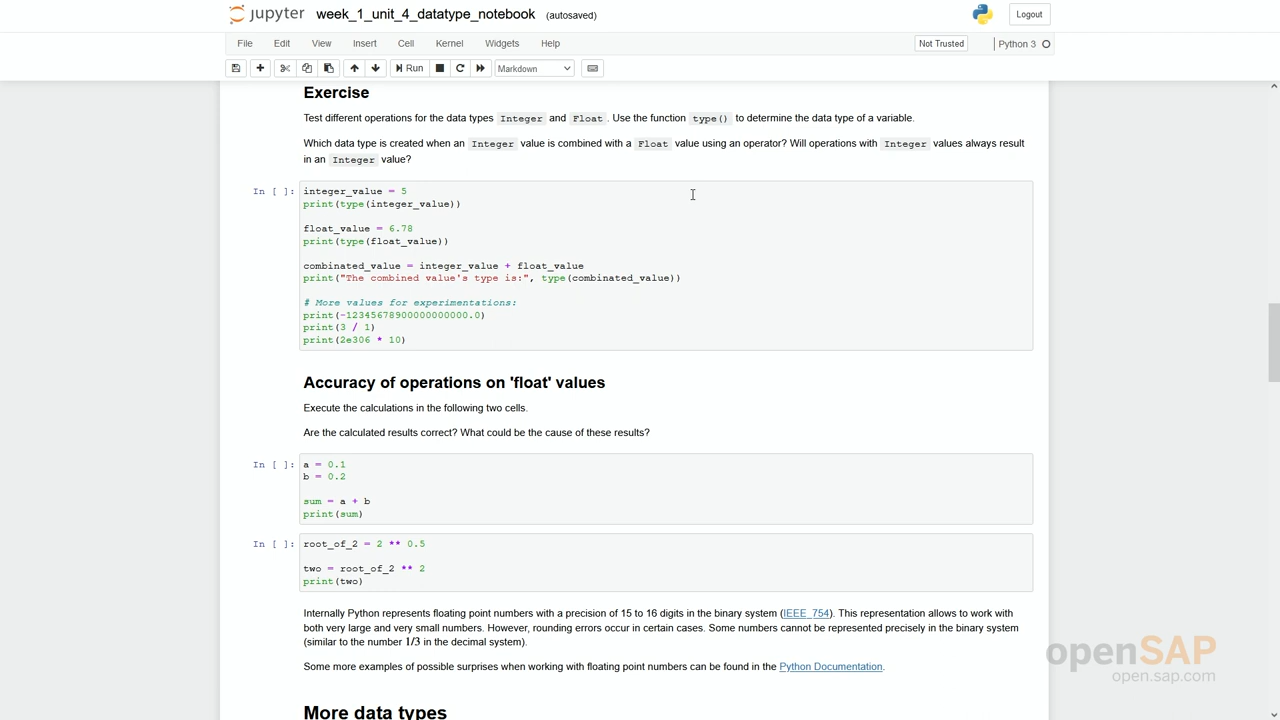 jupyter week_1_unit_4_datatype_notebook (autosaved) Logout
File Edit View Insert Cell Kernel Widgets Help Not Trusted Python 3
Run Markdown
Exercise
Test different operations for the data types Integer and Float. Use the function type() to determine the data type of a variable.
Which data type is created when an Integer value is combined with a Float value using an operator? Will operations with Integer values always result
in an Integer value?
In [ ]: integer_value = 5
print(type(integer_value))
float_value = 6.78
print(type(float_value))
combined_value = integer_value + float_value
print("The combined value's type is:", type(combined_value))
# More values for experimentations:
print(-12345678900000000000.0)
print(3 / 1)
print(2e306 * 10)
Accuracy of operations on 'float' values
Execute the calculations in the following two cells.
Are the calculated results correct? What could be the cause of these results?
In [ ]: a = 0.1
b = 0.2
sum = a + b
print(sum)
In [ ]: root_of_2 = 2 ** 0.5
two = root_of_2 ** 2
print(two)
Internally Python represents floating point numbers with a precision of 15 to 16 digits in the binary system (IEEE_754). This representation allows to work with
both very large and very small numbers. However, rounding errors occur in certain cases. Some numbers cannot be represented precisely in the binary system
(similar to the number 1/3 in the decimal system).
Some more examples of possible surprises when working with floating point numbers can be found in the Python Documentation.
More data types
openSAP
open.sap.com